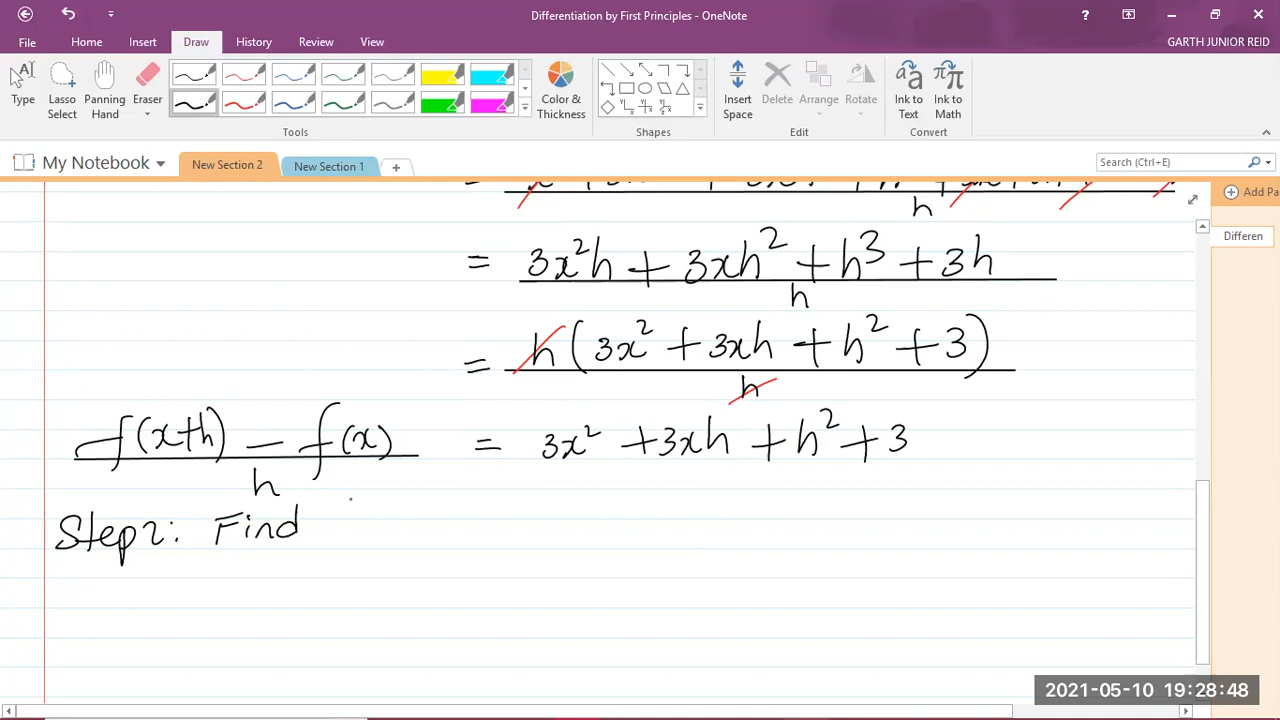 Differentiation by First Principles - OneNote
File Home Insert Draw History Review View GARTH JUNIOR REID
Type Lasso Select Panning Hand Eraser Color & Thickness Insert Space Delete Arrange Rotate Ink to Text Ink to Math
Tools Shapes Edit Convert
My Notebook New Section 2 New Section 1 + Search (Ctrl+E)
Add Pa
Differen
h
= 3x²h + 3xh² + h³ + 3h
h
= h(3x² + 3xh + h² + 3)
h
f(x+h) - f(x) = 3x² + 3xh + h² + 3
h
Step 2: Find
2021-05-10 19:28:48